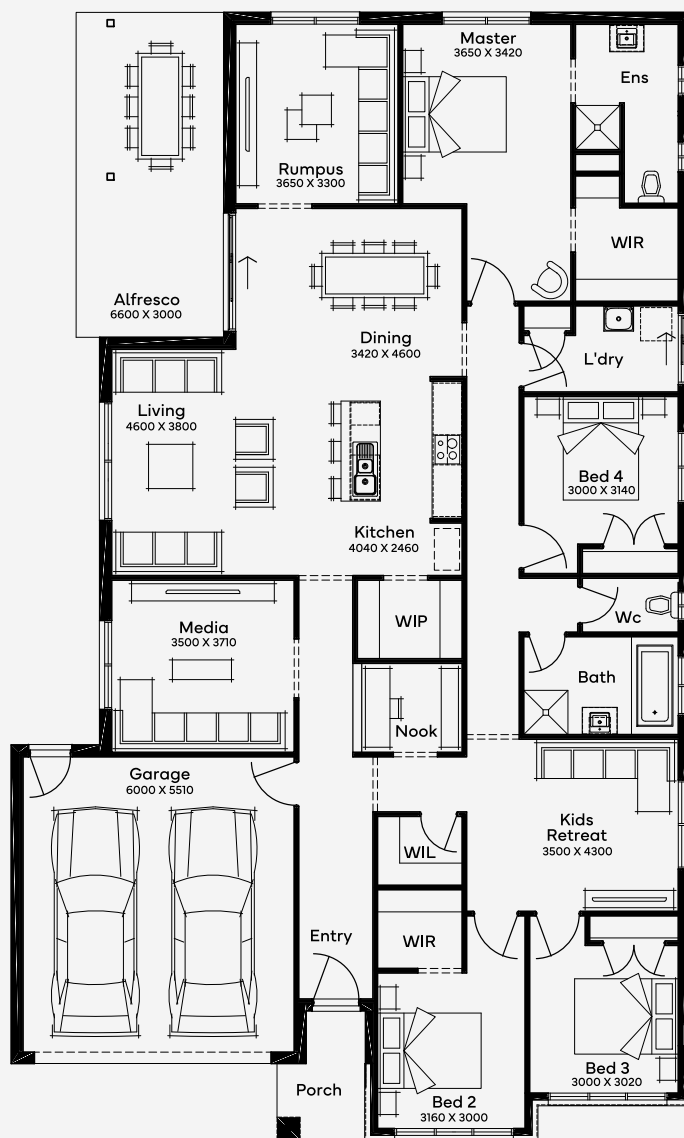 Master
3650 X 3420
Ens
Rumpus
3650 X 3300
WIR
Alfresco
6600 X 3000
Dining
3420 X 4600
L'dry
Living
4600 X 3800
Bed 4
3000 X 3140
Kitchen
4040 X 2460
WIP
Wc
Media
3500 X 3710
Bath
Nook
Garage
6000 X 5510
Kids
Retreat
3500 X 4300
WIL
Entry
WIR
Bed 3
3000 X 3020
Porch
Bed 2
3160 X 3000